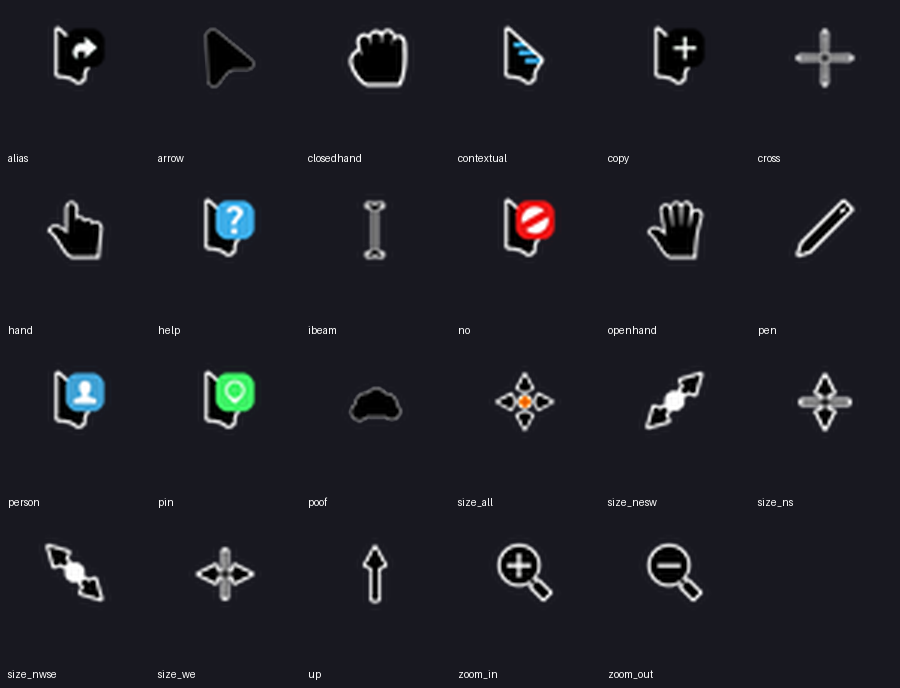 alias arrow closedhand contextual copy cross
hand help ibeam no openhand pen
person pin poof size_all size_nesw size_ns
size_nwse size_we up zoom_in zoom_out